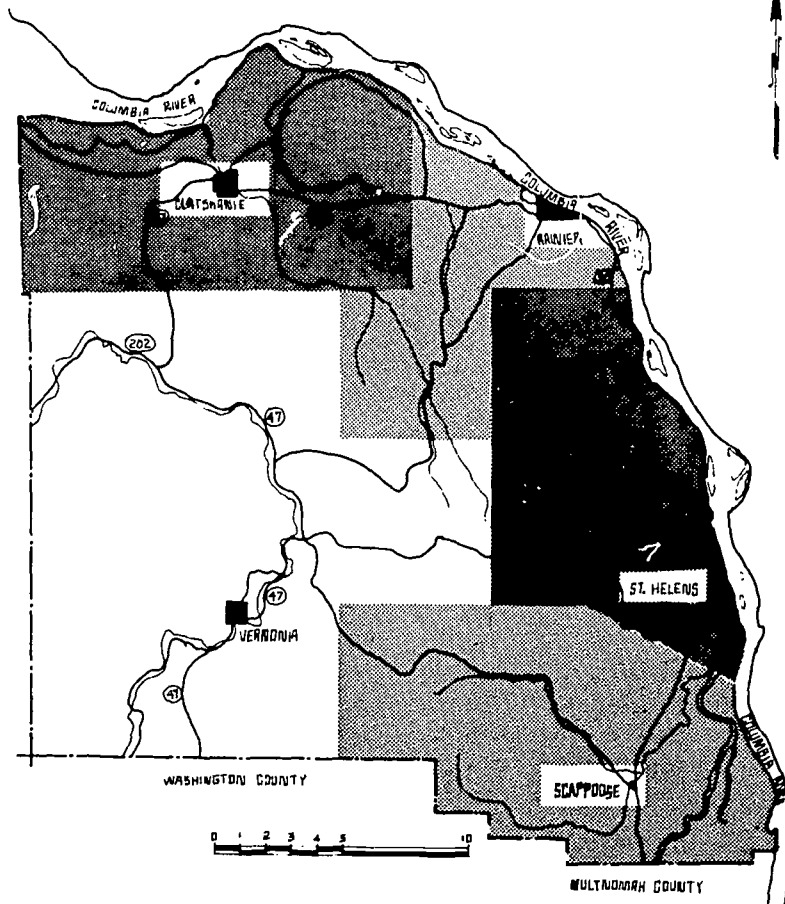 COLUMBIA RIVER
CLATSKANIE
COLUMBIA
RIVER
RAINIER
202
47
47
ST. HELENS
VERNONIA
47
COLUMBIA
SCAPPOOSE
WASHINGTON COUNTY
0 1 2 3 4 5 10
MULTNOMAH COUNTY